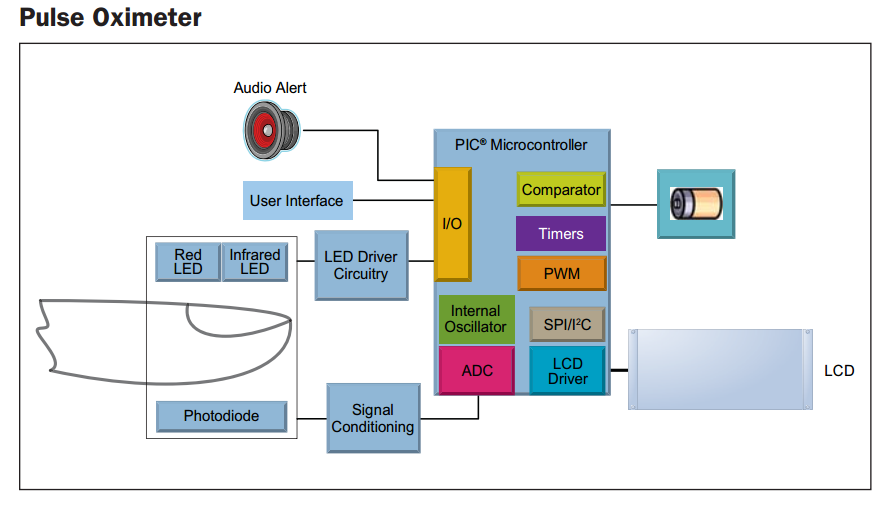 Pulse Oximeter
Audio Alert
PIC® Microcontroller
User Interface
I/O
Comparator
Timers
PWM
Red
LED
Infrared
LED
LED Driver
Circuitry
Internal
Oscillator
SPI/I²C
ADC
LCD
Driver
LCD
Photodiode
Signal
Conditioning